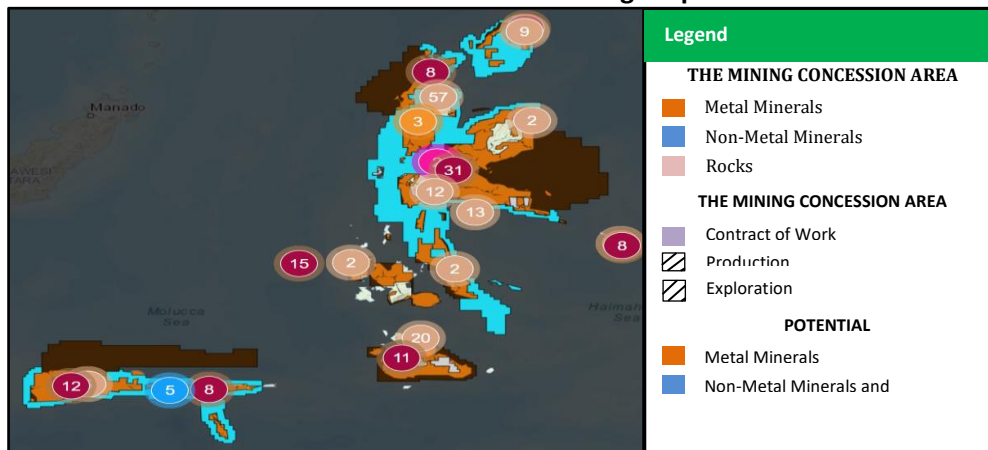 Legend
THE MINING CONCESSION AREA
Metal Minerals
Non-Metal Minerals
Rocks
THE MINING CONCESSION AREA
Contract of Work
Production
Exploration
POTENTIAL
Metal Minerals
Non-Metal Minerals and
9
8
57
Manado
3
2
31
12
13
8
15
2
2
Molucca
Sea
Sea
20
11
12
5
8